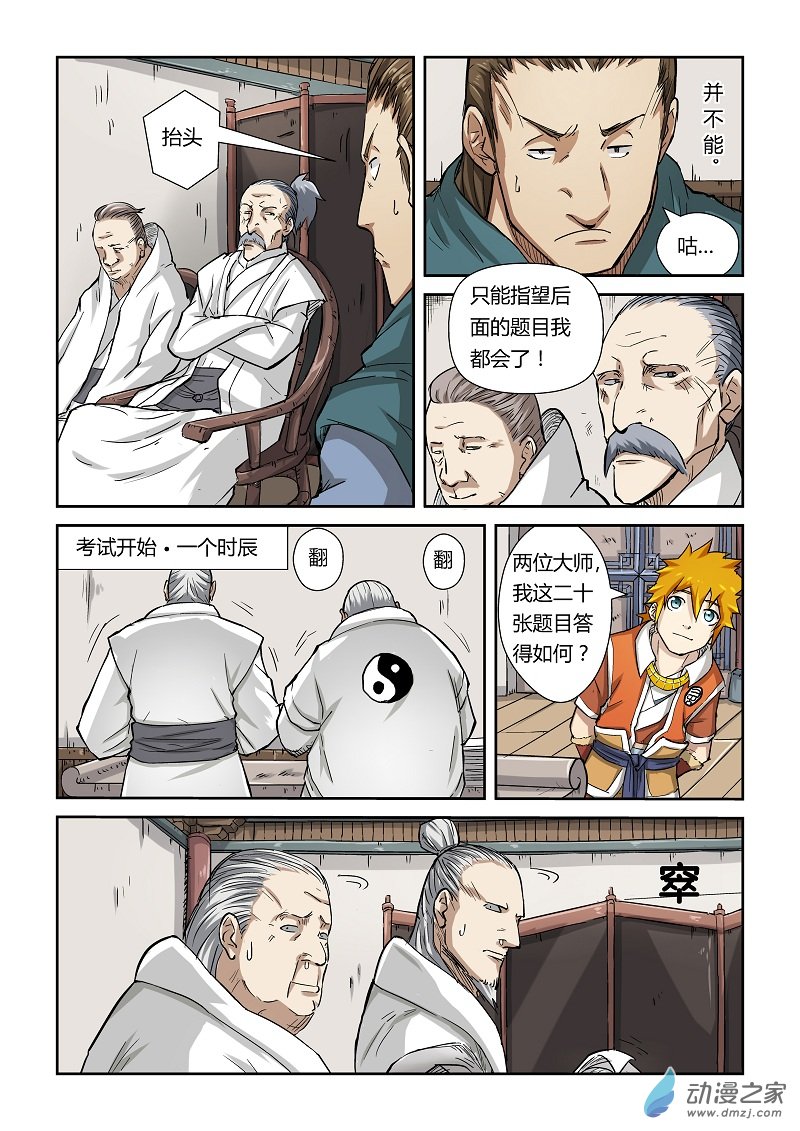 抬头
并不能。
咕...
只能指望后
面的题目我
都会了！
考试开始·一个时辰
翻
翻
两位大师，
我这二十
张题目答
得如何？
动漫之家
www.dmzj.com